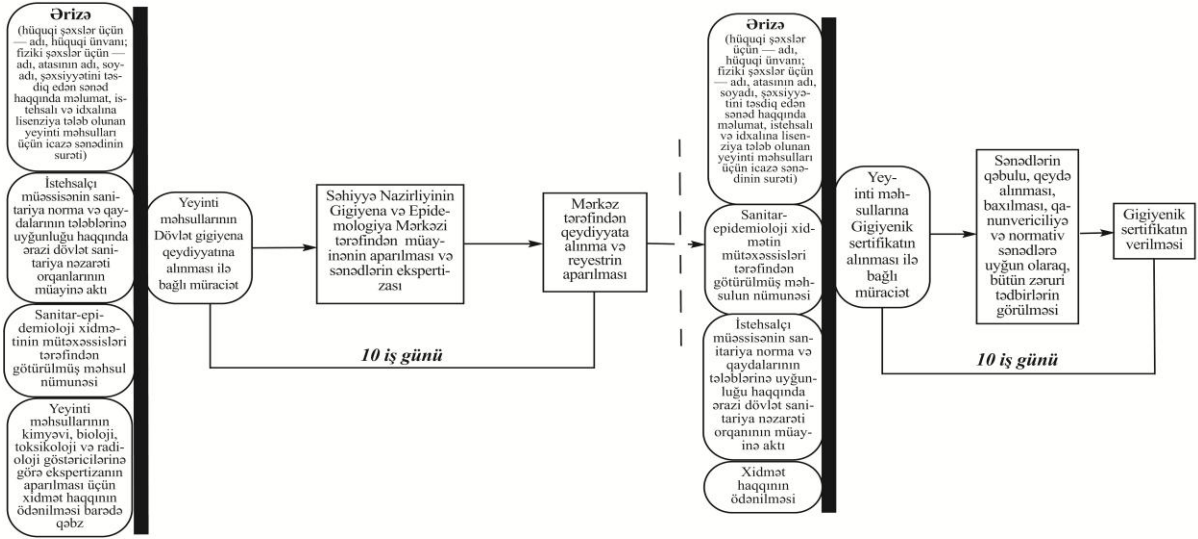 Ərizə
(hüquqi şəxslər üçün
— adı, hüquqi ünvanı;
fiziki şəxslər üçün —
adı, atasının adı, soy-
adı, şəxsiyyətini təs-
diq edən sənəd
haqqında məlumat, is-
tehsalı və idxalına
lisenziya tələb olunan
yeyinti məhsulları
üçün icazə sənədinin
surəti)
İstehsalçı
müəssisənin sani-
tariya norma və qay-
dalarının tələblərinə
uyğunluğu haqqında
ərazi dövlət sani-
tariya nəzarəti
orqanlarının
müayinə aktı
Sanitar-epi-
demioloji xidmə-
tinin mütəxəssisləri
tərəfindən
götürülmüş məhsul
nümunəsi
Yeyinti
məhsullarının
kimyəvi, bioloji,
toksikoloji və radi-
oloji göstəricilərinə
görə ekspertizanın
aparılması üçün
xidmət haqqının
ödənilməsi barədə
qəbz
Yeyinti
məhsullarının
Dövlət gigiyena
qeydiyyatına
alınması ilə
bağlı müraciət
Səhiyyə Nazirliyinin
Gigiyena və Epide-
mologiya Mərkəzi
tərəfindən müay-
inənin aparılması və
sənədlərin eksperti-
zası
Mərkəz
tərəfindən
qeydiyyata
alınma və
reyestrin
aparılması
10 iş günü
Ərizə
(hüquqi şəxslər
üçün — adı,
hüquqi ünvanı;
fiziki şəxslər üçün —
adı, atasının adı,
soyadı, şəxsiyyə-
tini təsdiq edən
sənəd haqqında
məlumat, istehsalı
və idxalına lisen-
ziya tələb olunan
yeyinti məhsulları
üçün icazə sənə-
dinin surəti)
Sanitar-
epidemioloji xid-
mətin
mütəxəssisləri
tərəfindən
götürülmüş məh-
sulun nümunəsi
İstehsalçı
müəssisənin san-
itariya norma və
qaydalarının
tələblərinə uyğun-
luğu haqqında
ərazi dövlət sani-
tariya nəzarəti
orqanının müay-
inə aktı
Xidmət
haqqının
ödənilməsi
Yey-
inti məh-
sullarına
Gigiyenik
sertifikatın
alınması ilə
bağlı
müraciət
Sənədlərin
qəbulu, qeydə
alınması,
baxılması, qa-
nunvericiliyə
və normativ
sənədlərə
uyğun olaraq,
bütün zəruri
tədbirlərin
görülməsi
Gigiyenik
sertifikatın
verilməsi
10 iş günü